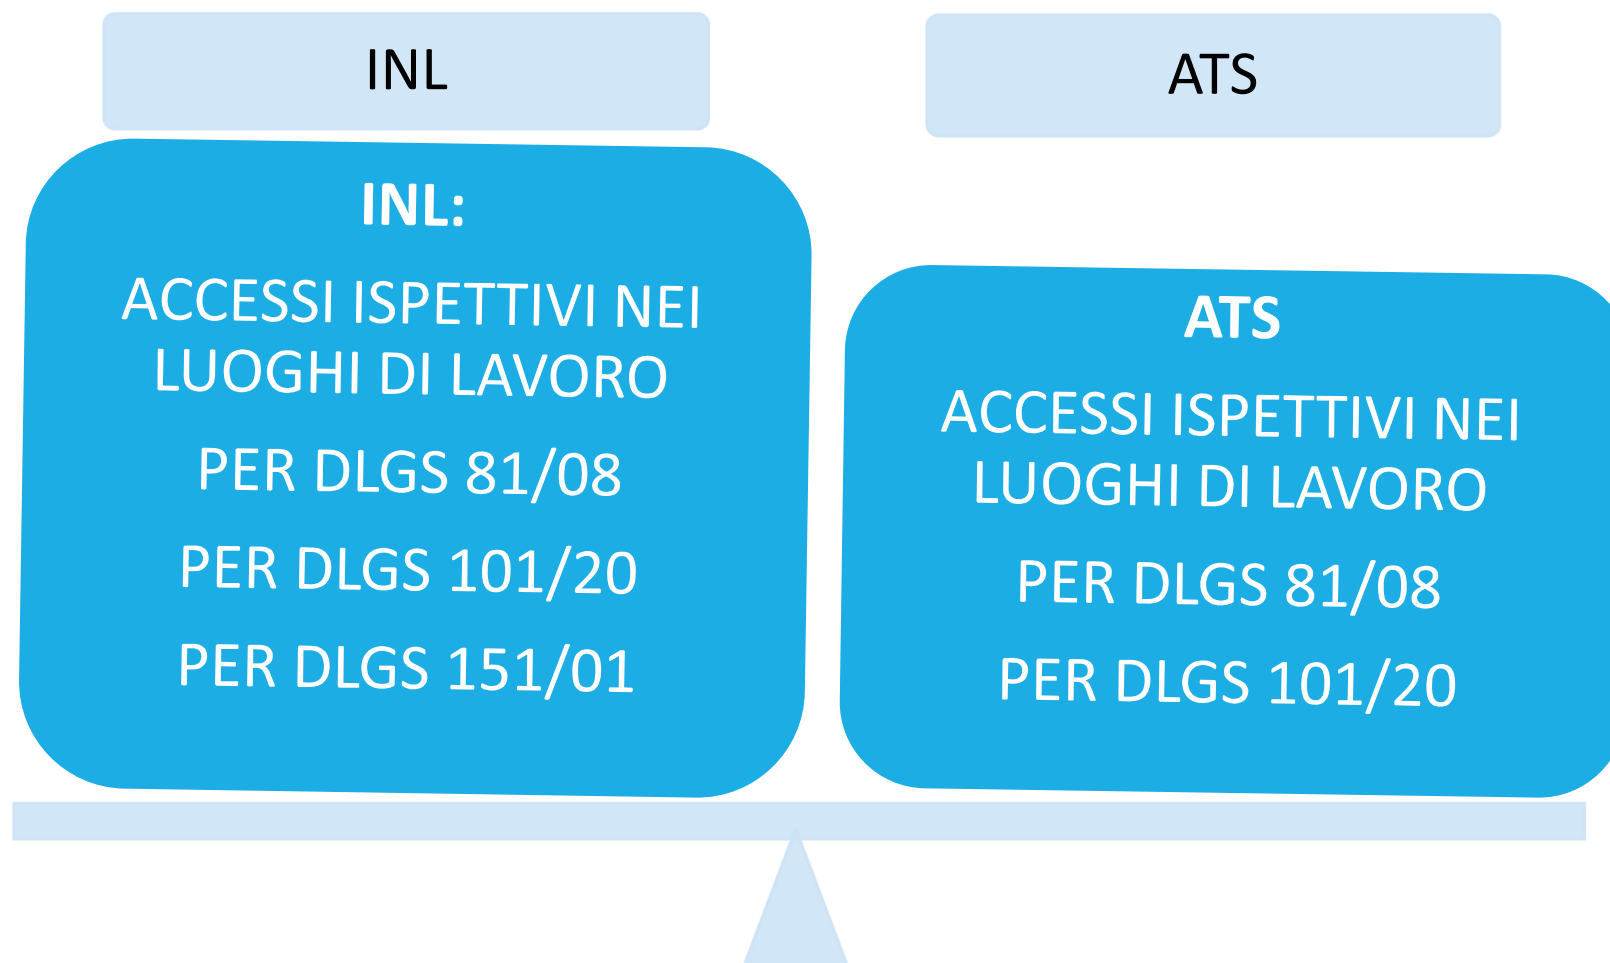 INL
INL:
ACCESSI ISPETTIVI NEI
LUOGHI DI LAVORO
PER DLGS 81/08
PER DLGS 101/20
PER DLGS 151/01
ATS
ATS
ACCESSI ISPETTIVI NEI
LUOGHI DI LAVORO
PER DLGS 81/08
PER DLGS 101/20